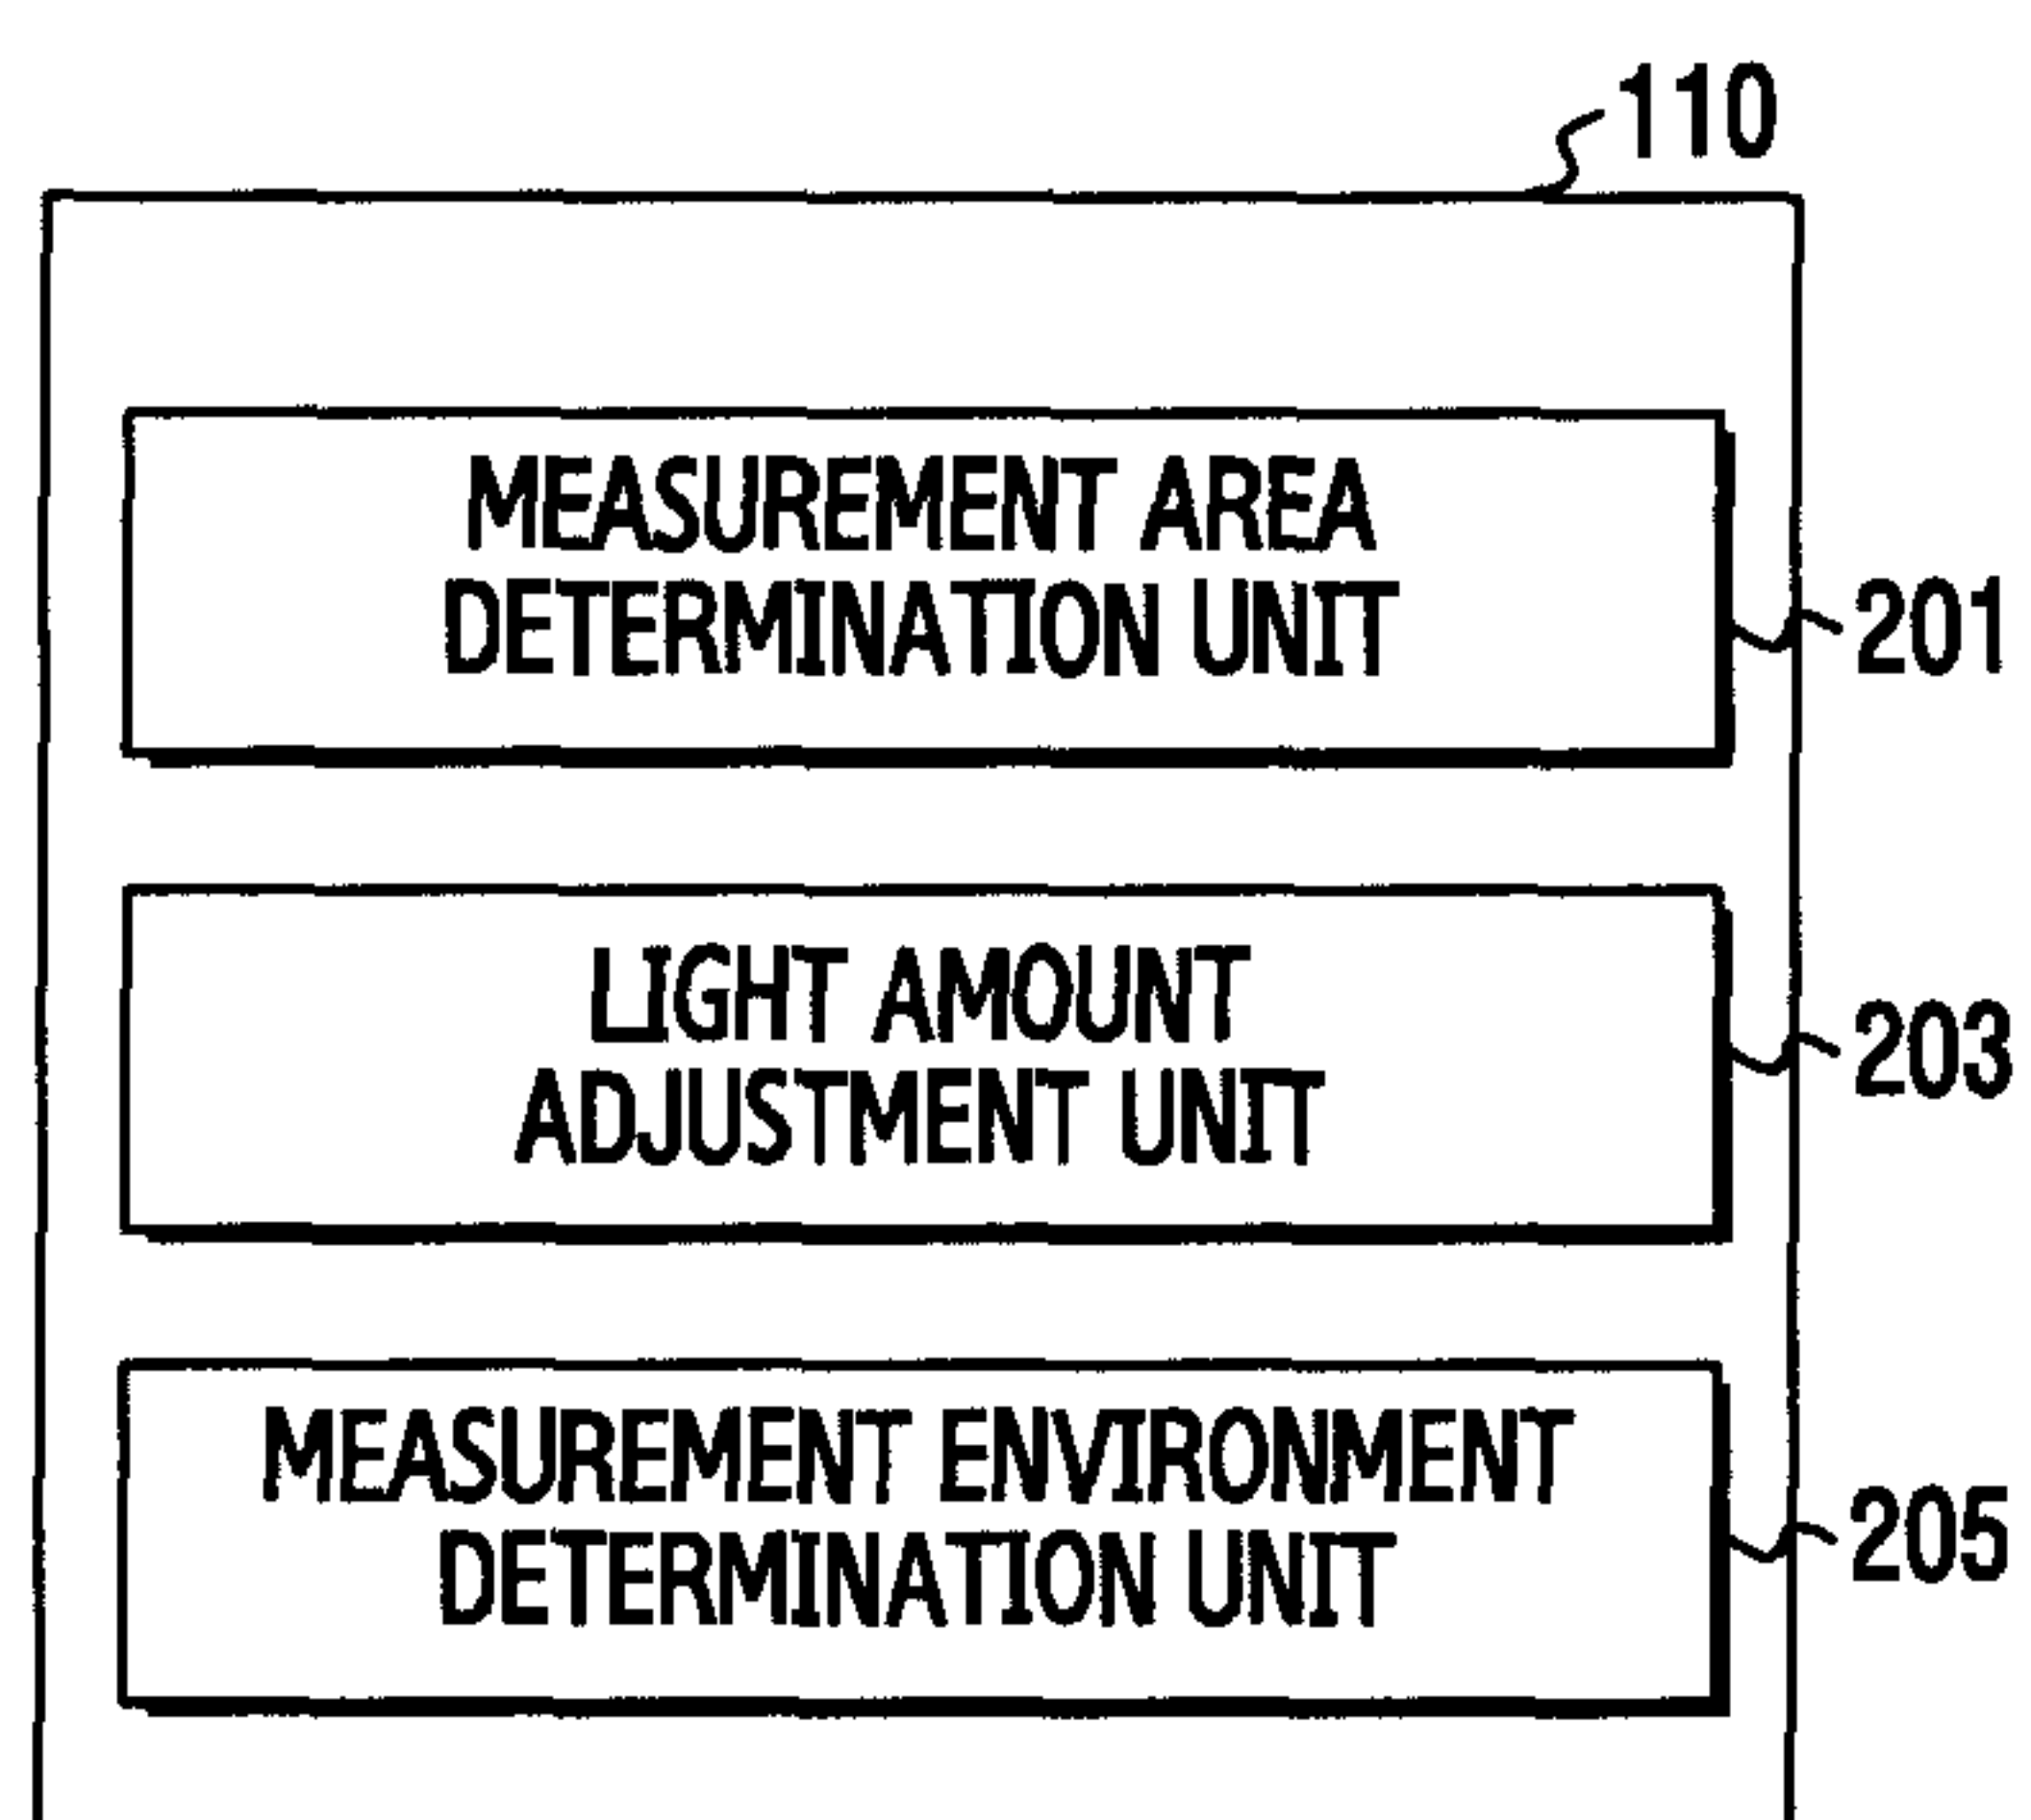 110
MEASUREMENT AREA
DETERMINATION UNIT
201
LIGHT AMOUNT
ADJUSTMENT UNIT
203
MEASUREMENT ENVIRONMENT
DETERMINATION UNIT
205